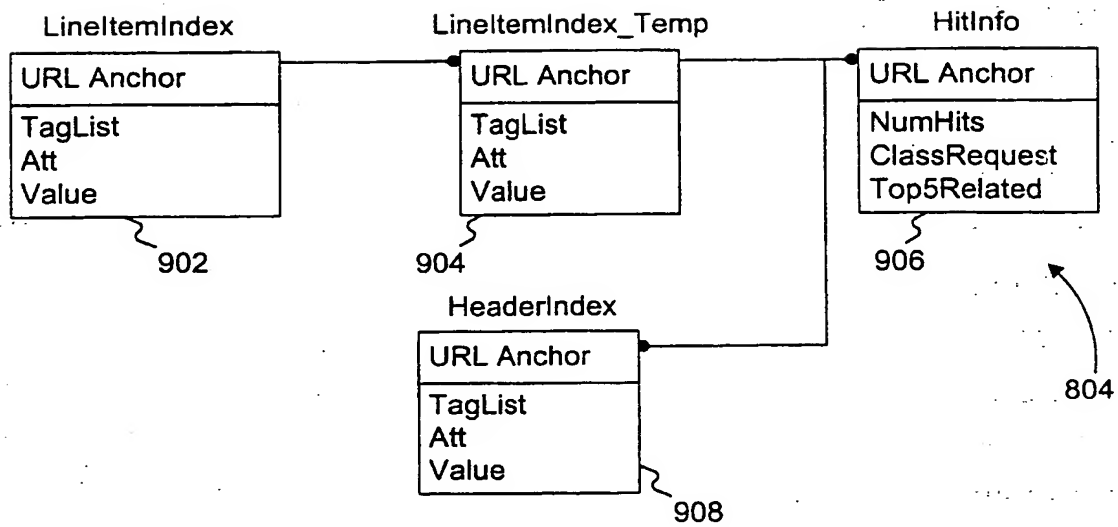 LineItemIndex
URL Anchor
TagList
Att
Value
902
LineItemIndex_Temp
URL Anchor
TagList
Att
Value
904
HitInfo
URL Anchor
NumHits
ClassRequest
Top5Related
906
HeaderIndex
URL Anchor
TagList
Att
Value
908
804